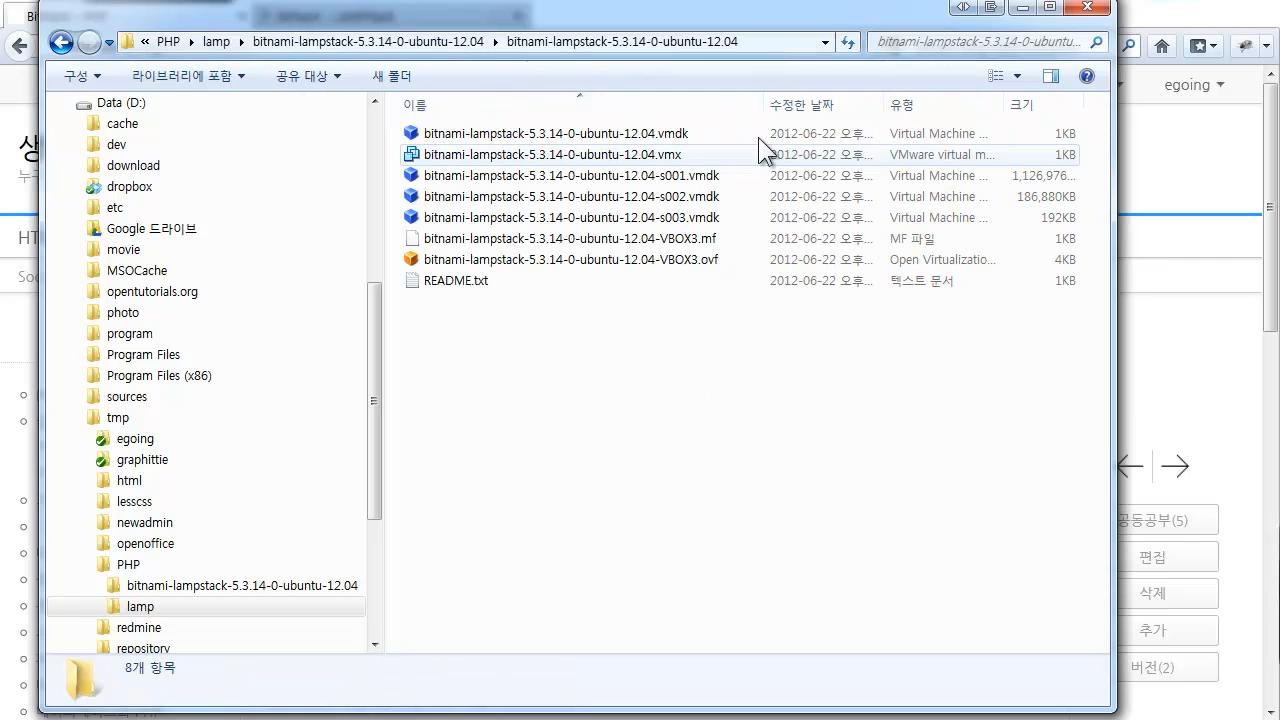 PHP lamp bitnami-lampstack-5.3.14-0-ubuntu-12.04 bitnami-lampstack-5.3.14-0-ubuntu-12.04
bitnami-lampstack-5.3.14-0-ubuntu...
구성 라이브러리에 포함 공유 대상 새 폴더
egoing
Data (D:)
cache
dev
download
dropbox
etc
Google 드라이브
movie
MSOCache
opentutorials.org
photo
program
Program Files
Program Files (x86)
sources
tmp
egoing
graphittie
html
lesscss
newadmin
openoffice
PHP
bitnami-lampstack-5.3.14-0-ubuntu-12.04
lamp
redmine
repository
이름 수정한 날짜 유형 크기
bitnami-lampstack-5.3.14-0-ubuntu-12.04.vmdk 2012-06-22 오후... Virtual Machine ... 1KB
bitnami-lampstack-5.3.14-0-ubuntu-12.04.vmx 2012-06-22 오후... VMware virtual m... 1KB
bitnami-lampstack-5.3.14-0-ubuntu-12.04-s001.vmdk 2012-06-22 오후... Virtual Machine ... 1,126,976...
bitnami-lampstack-5.3.14-0-ubuntu-12.04-s002.vmdk 2012-06-22 오후... Virtual Machine ... 186,880KB
bitnami-lampstack-5.3.14-0-ubuntu-12.04-s003.vmdk 2012-06-22 오후... Virtual Machine ... 192KB
bitnami-lampstack-5.3.14-0-ubuntu-12.04-VBOX3.mf 2012-06-22 오후... MF 파일 1KB
bitnami-lampstack-5.3.14-0-ubuntu-12.04-VBOX3.ovf 2012-06-22 오후... Open Virtualizatio... 4KB
README.txt 2012-06-22 오후... 텍스트 문서 1KB
8개 항목
생
HT
Soc
공동공부(5)
편집
삭제
추가
버전(2)